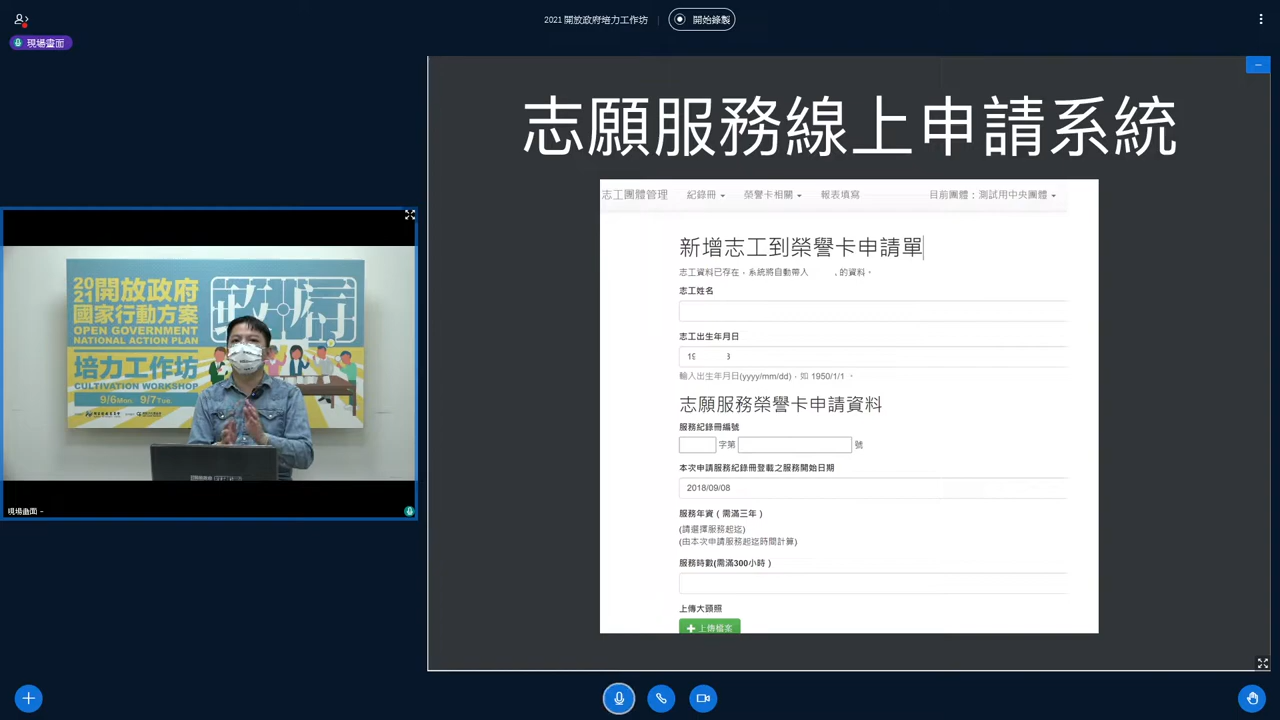 2021 開放政府培力工作坊
開始錄製
現場畫面
志願服務線上申請系統
志工團體管理 紀錄冊 榮譽卡相關 報表填寫 目前團體：測試用中央團體
新增志工到榮譽卡申請單
志工資料已存在，系統將自動帶入 的資料。
志工姓名
志工出生年月日
19 3
輸入出生年月日(yyyy/mm/dd)，如 1950/1/1 。
志願服務榮譽卡申請資料
服務紀錄冊編號
字第 號
本次申請服務紀錄冊登載之服務開始日期
2018/09/08
服務年資（需滿三年）
(請選擇服務起迄)
(由本次申請服務起迄時間計算)
服務時數(需滿300小時）
上傳大頭照
上傳檔案
2021開放政府
國家行動方案
OPEN GOVERNMENT
NATIONAL ACTION PLAN
培力工作坊
CULTIVATION WORKSHOP
9/6Mon. 9/7Tue.
現場畫面